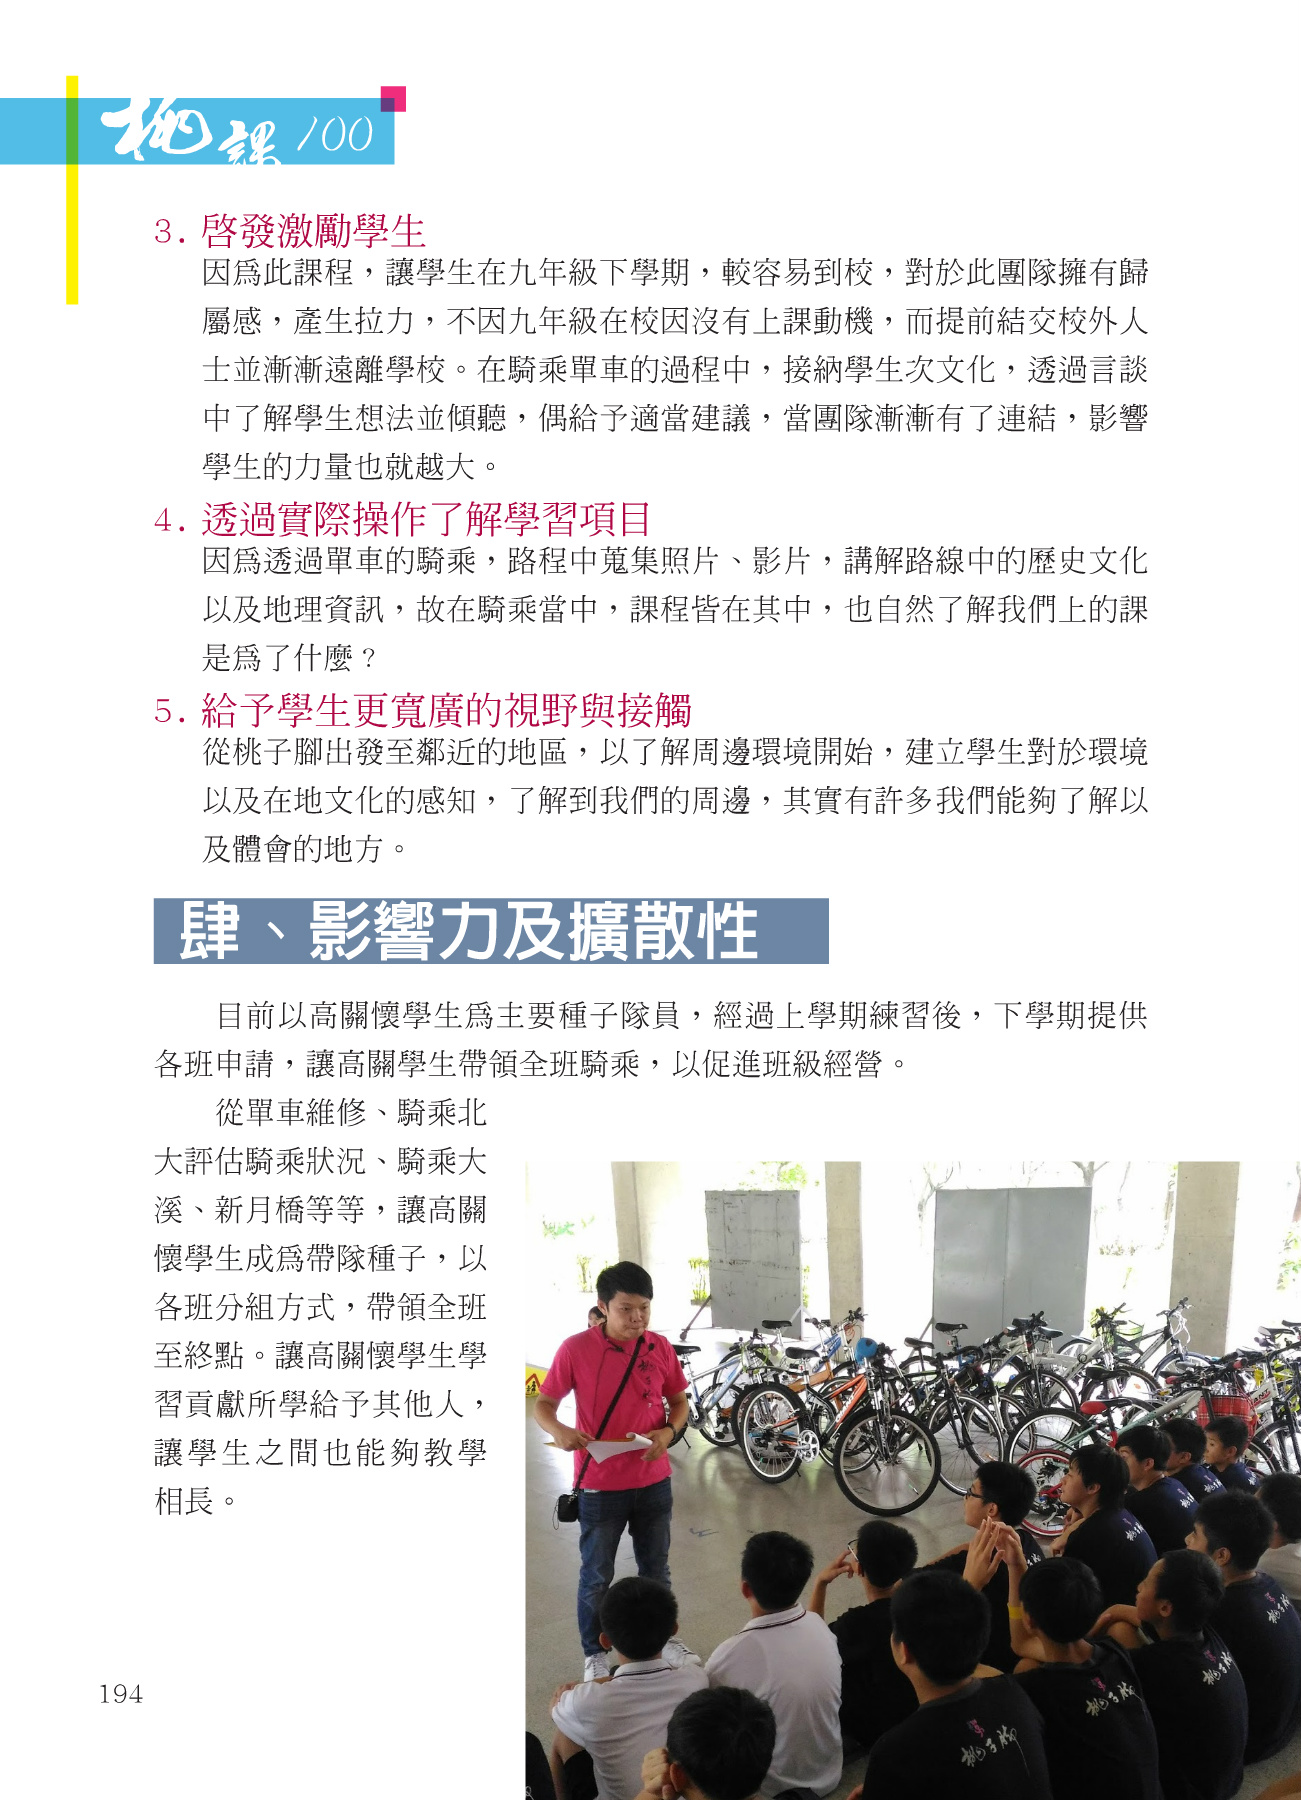 桃課100
3. 啓發激勵學生
因爲此課程，讓學生在九年級下學期，較容易到校，對於此團隊擁有歸
屬感，產生拉力，不因九年級在校因沒有上課動機，而提前結交校外人
士並漸漸遠離學校。在騎乘單車的過程中，接納學生次文化，透過言談
中了解學生想法並傾聽，偶給予適當建議，當團隊漸漸有了連結，影響
學生的力量也就越大。
4. 透過實際操作了解學習項目
因爲透過單車的騎乘，路程中蒐集照片、影片，講解路線中的歷史文化
以及地理資訊，故在騎乘當中，課程皆在其中，也自然了解我們上的課
是爲了什麼？
5. 給予學生更寬廣的視野與接觸
從桃子腳出發至鄰近的地區，以了解周邊環境開始，建立學生對於環境
以及在地文化的感知，了解到我們的周邊，其實有許多我們能夠了解以
及體會的地方。
肆、影響力及擴散性
目前以高關懷學生爲主要種子隊員，經過上學期練習後，下學期提供
各班申請，讓高關學生帶領全班騎乘，以促進班級經營。
從單車維修、騎乘北
大評估騎乘狀況、騎乘大
溪、新月橋等等，讓高關
懷學生成爲帶隊種子，以
各班分組方式，帶領全班
至終點。讓高關懷學生學
習貢獻所學給予其他人，
讓學生之間也能夠教學
相長。
桃子腳
桃子腳
桃子腳
桃子腳
194